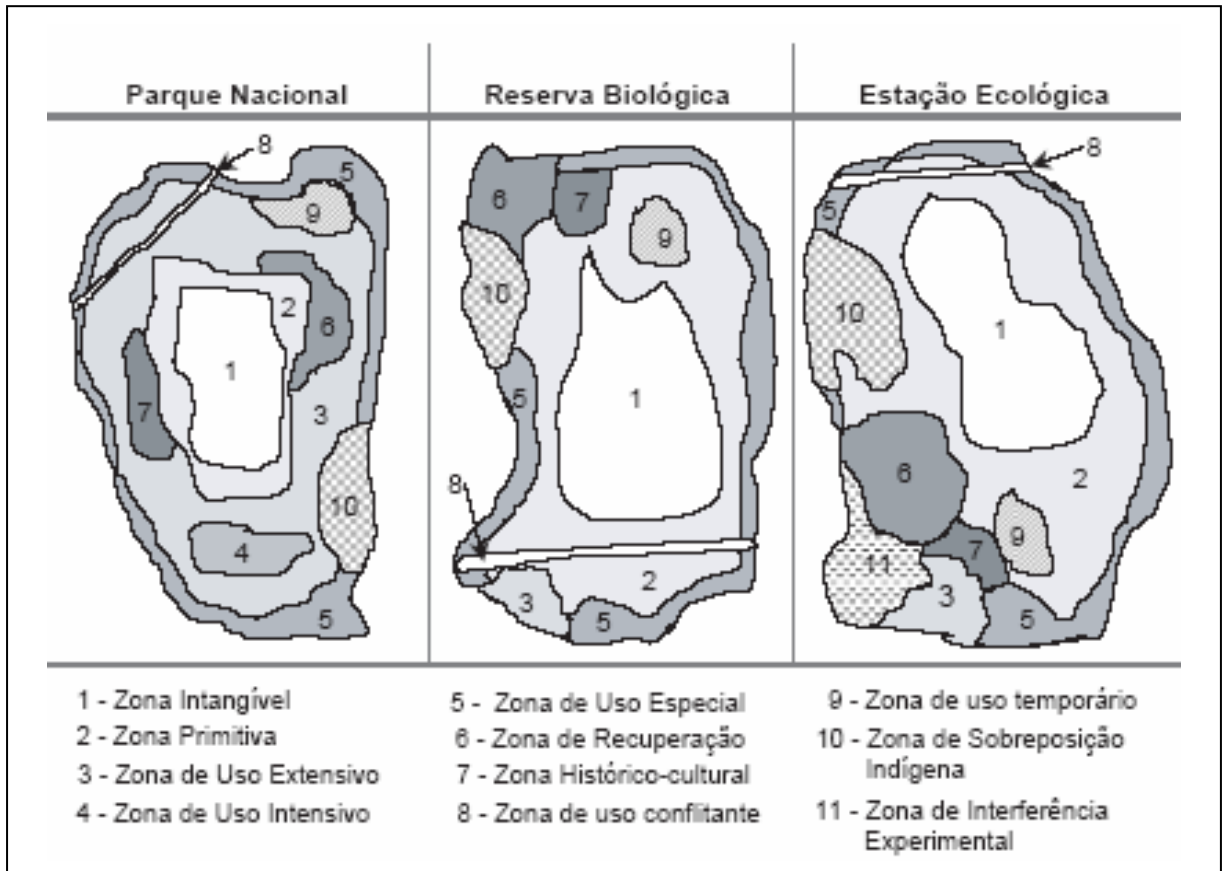 Parque Nacional
Reserva Biológica
Estação Ecológica
8
5
9
2
6
1
7
3
10
4
5
6
7
9
10
1
5
8
2
3
5
8
5
10
1
6
2
9
7
11
3
5
1 - Zona Intangível
2 - Zona Primitiva
3 - Zona de Uso Extensivo
4 - Zona de Uso Intensivo
5 - Zona de Uso Especial
6 - Zona de Recuperação
7 - Zona Histórico-cultural
8 - Zona de uso conflitante
9 - Zona de uso temporário
10 - Zona de Sobreposição
Indígena
11 - Zona de Interferência
Experimental